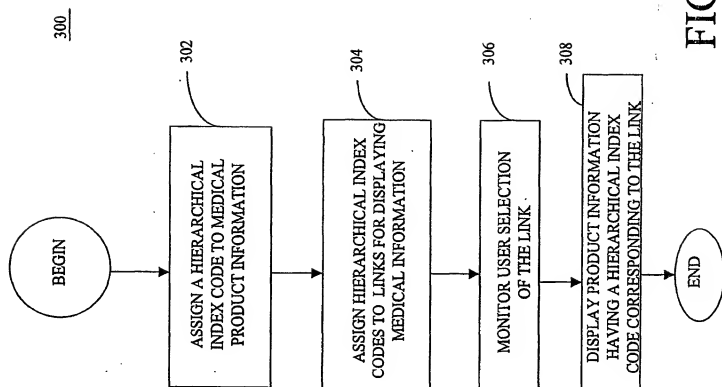 300
BEGIN
302
ASSIGN A HIERARCHICAL
INDEX CODE TO MEDICAL
PRODUCT INFORMATION
304
ASSIGN HIERARCHICAL INDEX
CODES TO LINKS FOR DISPLAYING
MEDICAL INFORMATION
306
MONITOR USER SELECTION
OF THE LINK
308
DISPLAY PRODUCT INFORMATION
HAVING A HIERARCHICAL INDEX
CODE CORRESPONDING TO THE LINK
END